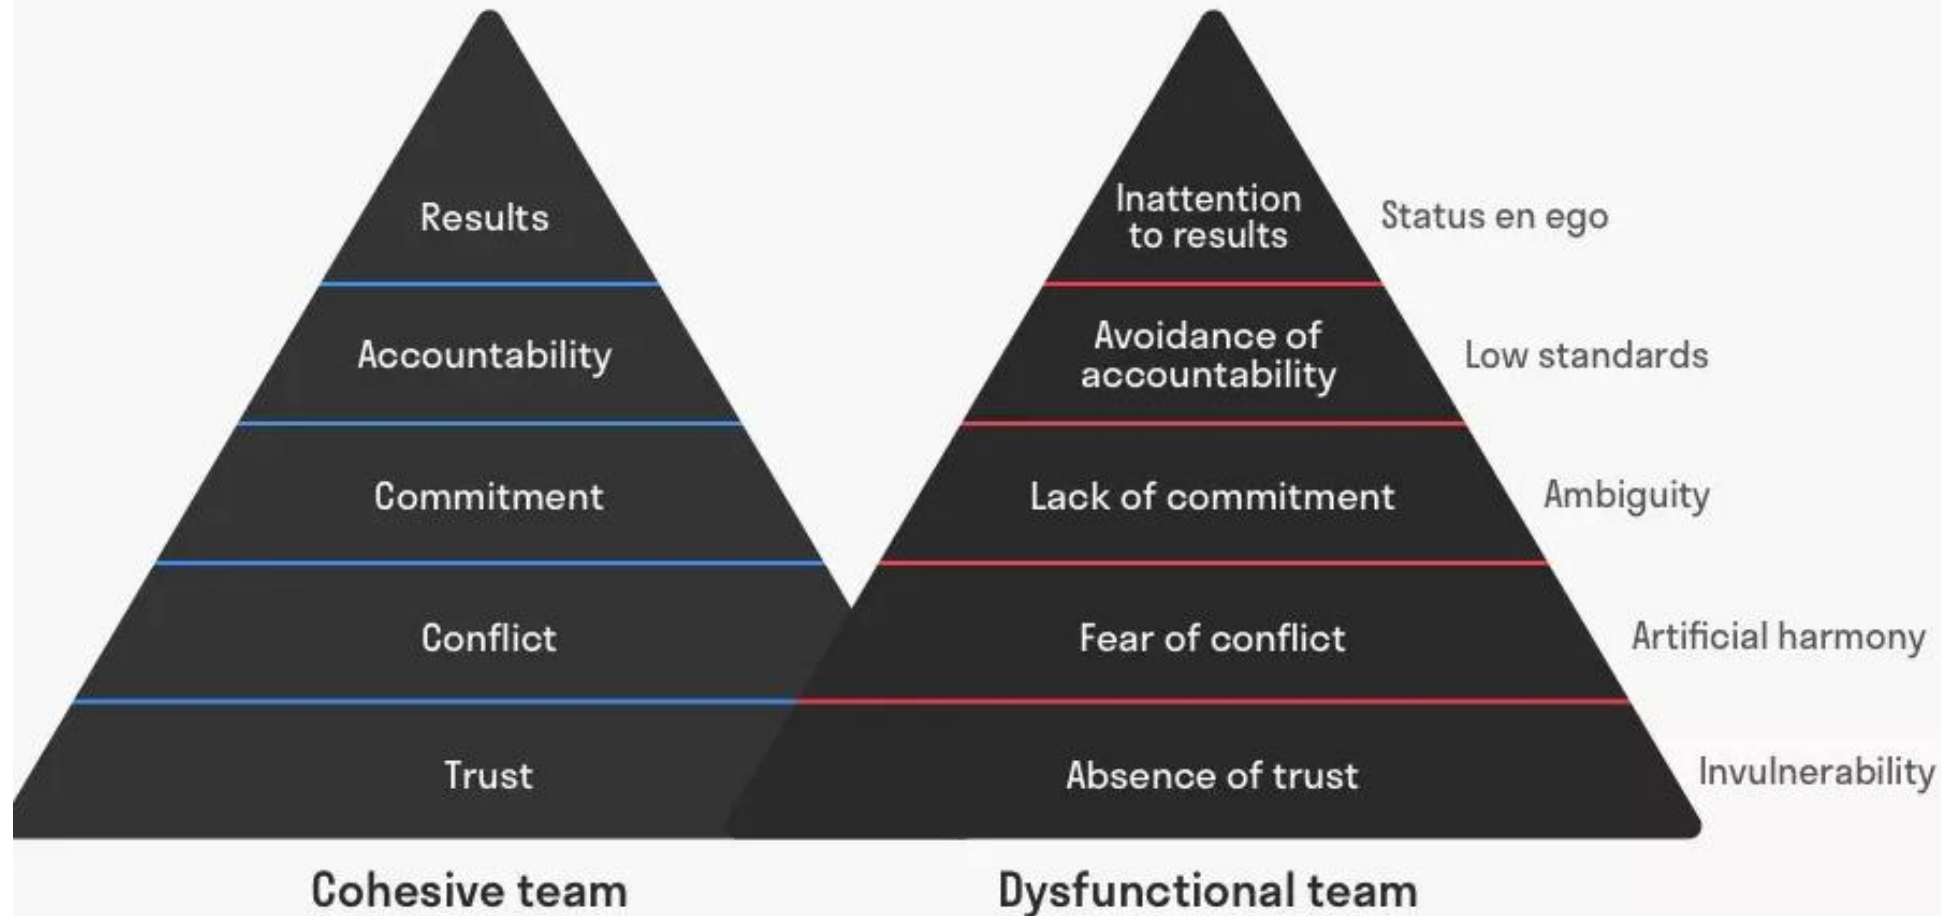 Results
Accountability
Commitment
Conflict
Trust
Cohesive team
Inattention
to results
Status en ego
Avoidance of
accountability
Low standards
Lack of commitment
Ambiguity
Fear of conflict
Artificial harmony
Absence of trust
Invulnerability
Dysfunctional team